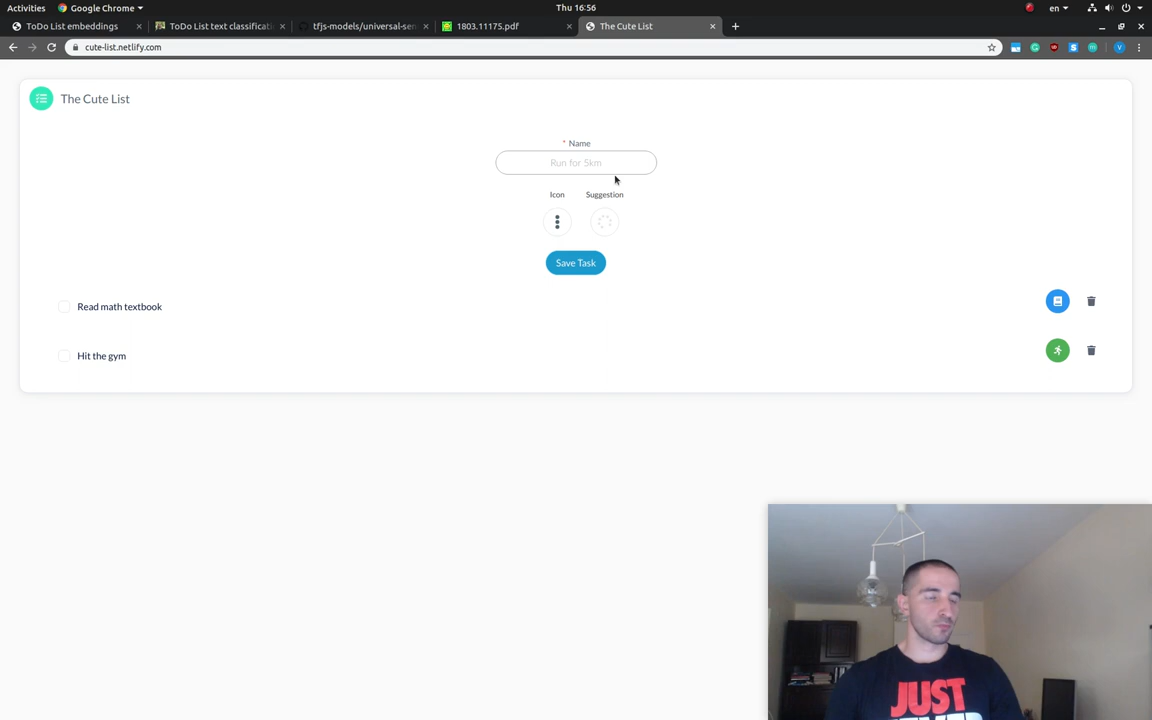 Activities Google Chrome Thu 16:56 en
ToDo List embeddings ToDo List text classificati tfjs-models/universal-sen 1803.11175.pdf The Cute List
cute-list.netlify.com
The Cute List
* Name
Run for 5km
Icon Suggestion
Save Task
Read math textbook
Hit the gym
JUST